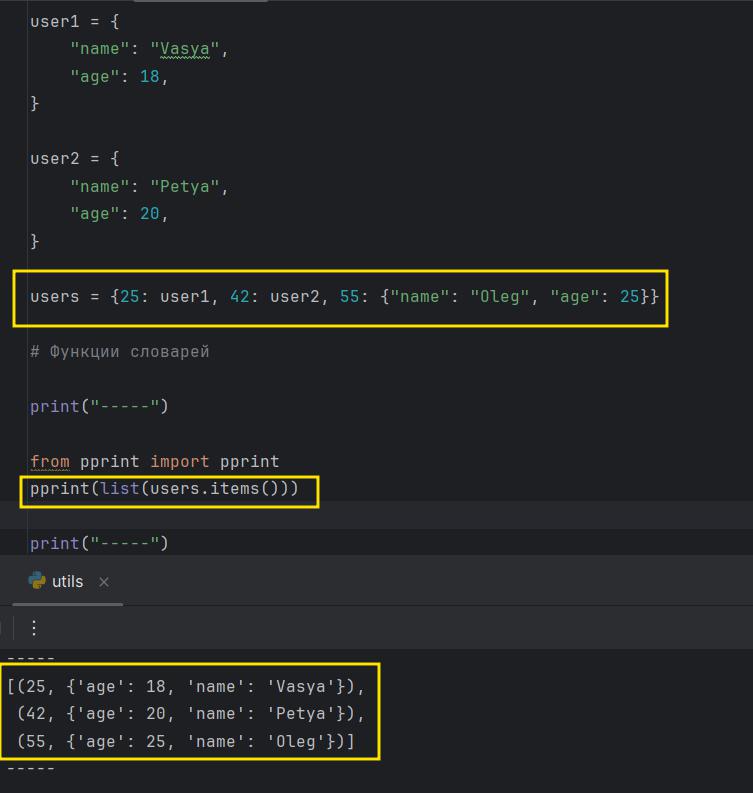 user1 = {
    "name": "Vasya",
    "age": 18,
}
user2 = {
    "name": "Petya",
    "age": 20,
}
users = {25: user1, 42: user2, 55: {"name": "Oleg", "age": 25}}
# Функции словарей
print("-----")
from pprint import pprint
pprint(list(users.items()))
print("-----")
utils ×
-----
[(25, {'age': 18, 'name': 'Vasya'}),
 (42, {'age': 20, 'name': 'Petya'}),
 (55, {'age': 25, 'name': 'Oleg'})]
-----